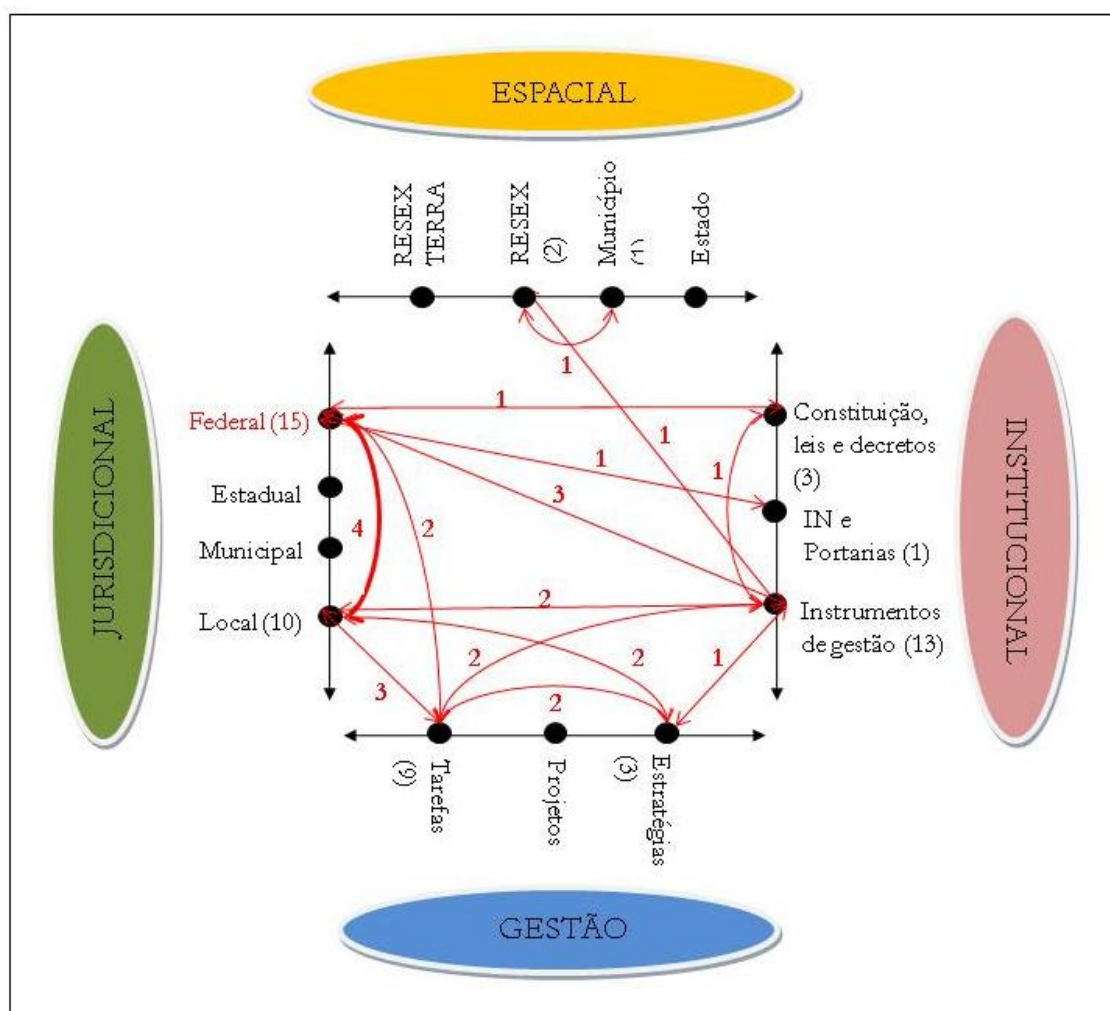 ESPACIAL
RESEX
TERRA
RESEX
(2)
Município
(1)
Estado
JURISDICIONAL
Federal (15)
Estadual
Municipal
Local (10)
1
1
1
1
3
1
4
2
2
2
2
1
3
2
Constituição,
leis e decretos
(3)
IN e
Portarias (1)
Instrumentos
de gestão (13)
INSTITUCIONAL
Tarefas
(9)
Projetos
Estratégias
(3)
GESTÃO